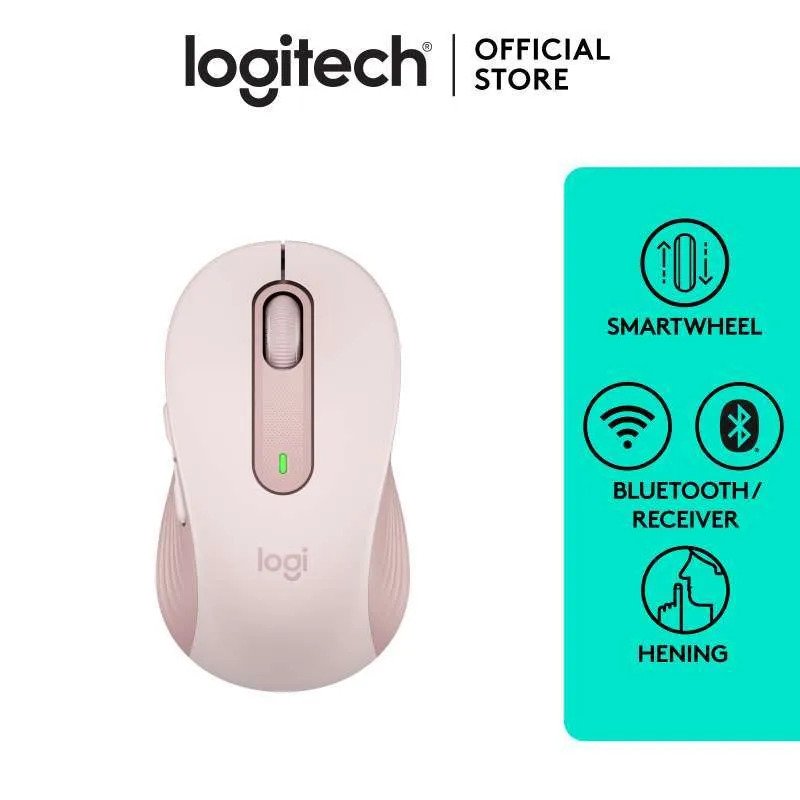 logitech®
OFFICIAL
STORE
logi
SMARTWHEEL
BLUETOOTH/
RECEIVER
HENING